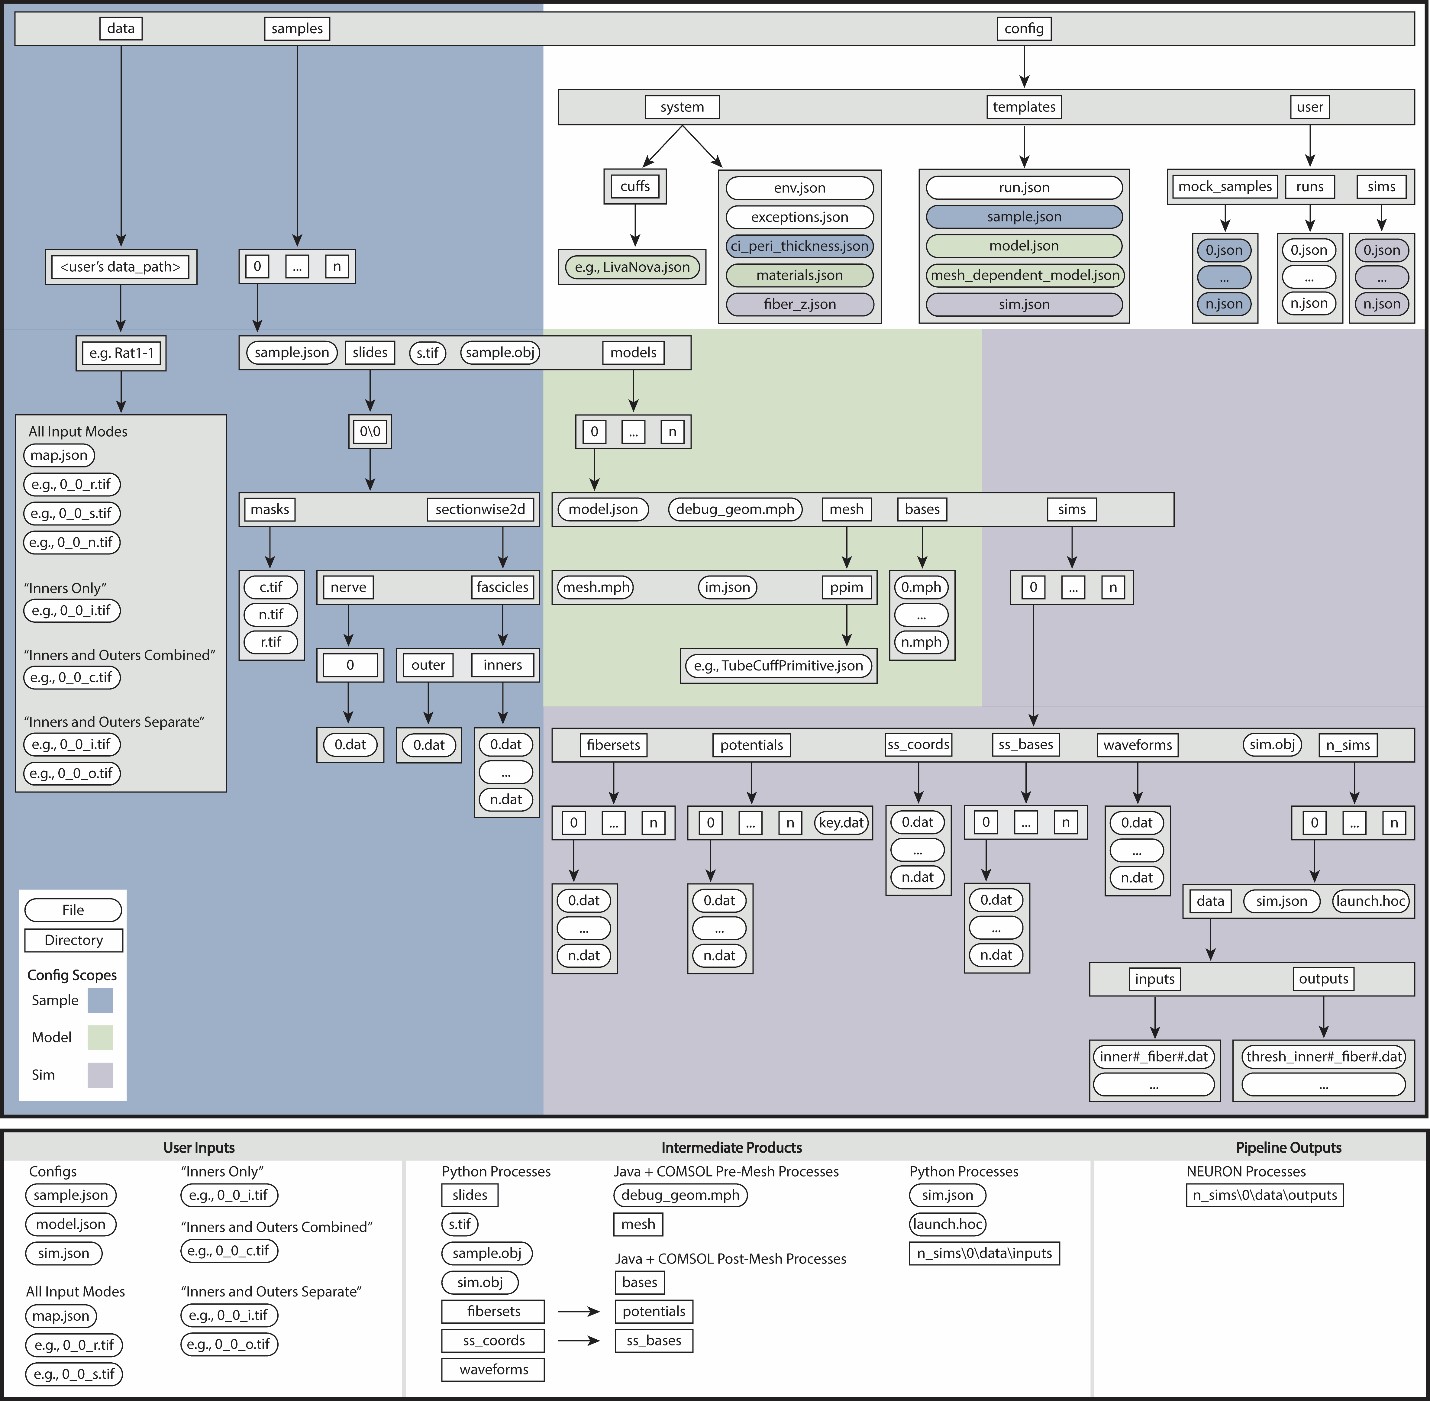 data
samples
config
system
templates
user
cuffs
env.json
exceptions.json
ci_peri_thickness.json
materials.json
fiber_z.json
run.json
sample.json
model.json
mesh_dependent_model.json
sim.json
mock_samples
runs
sims
e.g., LivaNova.json
0.json
...
n.json
0.json
...
n.json
0.json
...
n.json
<user's data_path>
0
...
n
e.g. Rat1-1
sample.json
slides
s.tif
sample.obj
models
All Input Modes
map.json
e.g., 0_0_r.tif
e.g., 0_0_s.tif
e.g., 0_0_n.tif
"Inners Only"
e.g., 0_0_i.tif
"Inners and Outers Combined"
e.g., 0_0_c.tif
"Inners and Outers Separate"
e.g., 0_0_i.tif
e.g., 0_0_o.tif
0\0
0
...
n
masks
sectionwise2d
model.json
debug_geom.mph
mesh
bases
sims
c.tif
n.tif
r.tif
nerve
fascicles
mesh.mph
im.json
ppim
0.mph
...
n.mph
0
...
n
0
outer
inners
e.g., TubeCuffPrimitive.json
0.dat
0.dat
0.dat
...
n.dat
fibersets
potentials
ss_coords
ss_bases
waveforms
sim.obj
n_sims
0
...
n
0
...
n
key.dat
0.dat
...
n.dat
0
...
n
0.dat
...
n.dat
0
...
n
0.dat
...
n.dat
0.dat
...
n.dat
0.dat
...
n.dat
data
sim.json
launch.hoc
inputs
outputs
inner#_fiber#.dat
...
thresh_inner#_fiber#.dat
...
File
Directory
Config Scopes
Sample
Model
Sim
User Inputs
Configs
sample.json
model.json
sim.json
All Input Modes
map.json
e.g., 0_0_r.tif
e.g., 0_0_s.tif
"Inners Only"
e.g., 0_0_i.tif
"Inners and Outers Combined"
e.g., 0_0_c.tif
"Inners and Outers Separate"
e.g., 0_0_i.tif
e.g., 0_0_o.tif
Intermediate Products
Python Processes
slides
s.tif
sample.obj
sim.obj
fibersets
ss_coords
waveforms
Java + COMSOL Pre-Mesh Processes
debug_geom.mph
mesh
Java + COMSOL Post-Mesh Processes
bases
potentials
ss_bases
Python Processes
sim.json
launch.hoc
n_sims\0\data\inputs
Pipeline Outputs
NEURON Processes
n_sims\0\data\outputs